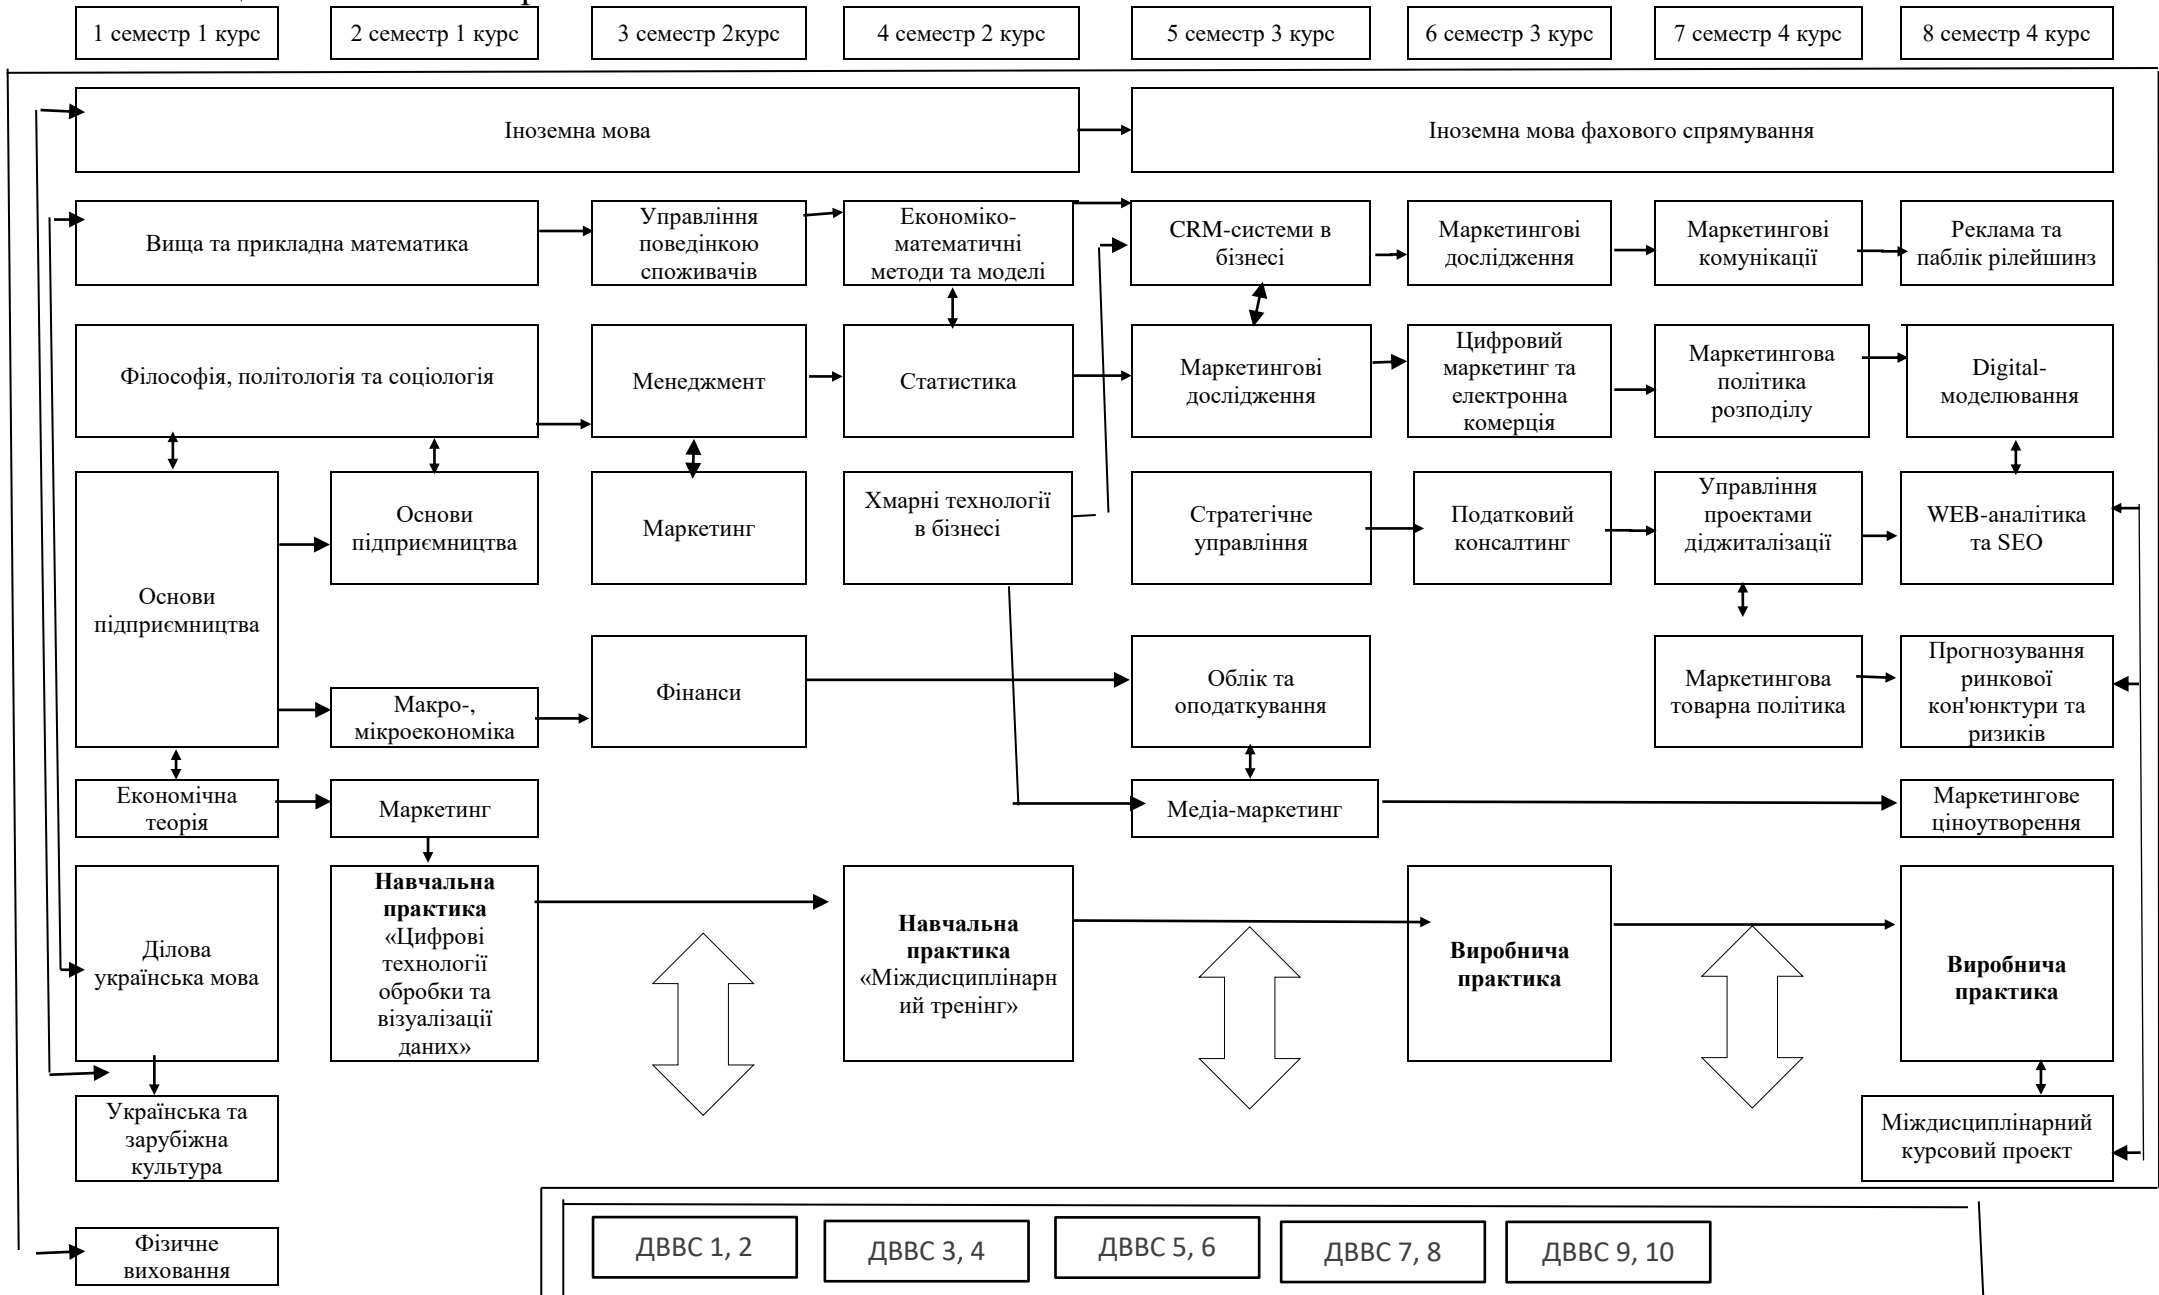 1 семестр 1 курс
2 семестр 1 курс
3 семестр 2курс
4 семестр 2 курс
5 семестр 3 курс
6 семестр 3 курс
7 семестр 4 курс
8 семестр 4 курс
Іноземна мова
Іноземна мова фахового спрямування
Вища та прикладна математика
Управління
поведінкою
споживачів
Економіко-
математичні
методи та моделі
CRM-системи в
бізнесі
Маркетингові
дослідження
Маркетингові
комунікації
Реклама та
паблік рілейшинз
Філософія, політологія та соціологія
Менеджмент
Статистика
Маркетингові
дослідження
Цифровий
маркетинг та
електронна
комерція
Маркетингова
політика
розподілу
Digital-
моделювання
Основи
підприємництва
Основи
підприємництва
Маркетинг
Хмарні технології
в бізнесі
Стратегічне
управління
Податковий
консалтинг
Управління
проектами
діджиталізації
WEB-аналітика
та SEO
Макро-,
мікроекономіка
Фінанси
Облік та
оподаткування
Маркетингова
товарна політика
Прогнозування
ринкової
кон'юнктури та
ризиків
Економічна
теорія
Маркетинг
Медіа-маркетинг
Маркетингове
ціноутворення
Ділова
українська мова
Навчальна
практика
«Цифрові
технології
обробки та
візуалізації
даних»
Навчальна
практика
«Міждисциплінарн
ий тренінг»
Виробнича
практика
Виробнича
практика
Українська та
зарубіжна
культура
Міждисциплінарний
курсовий проект
Фізичне
виховання
ДВВС 1, 2
ДВВС 3, 4
ДВВС 5, 6
ДВВС 7, 8
ДВВС 9, 10